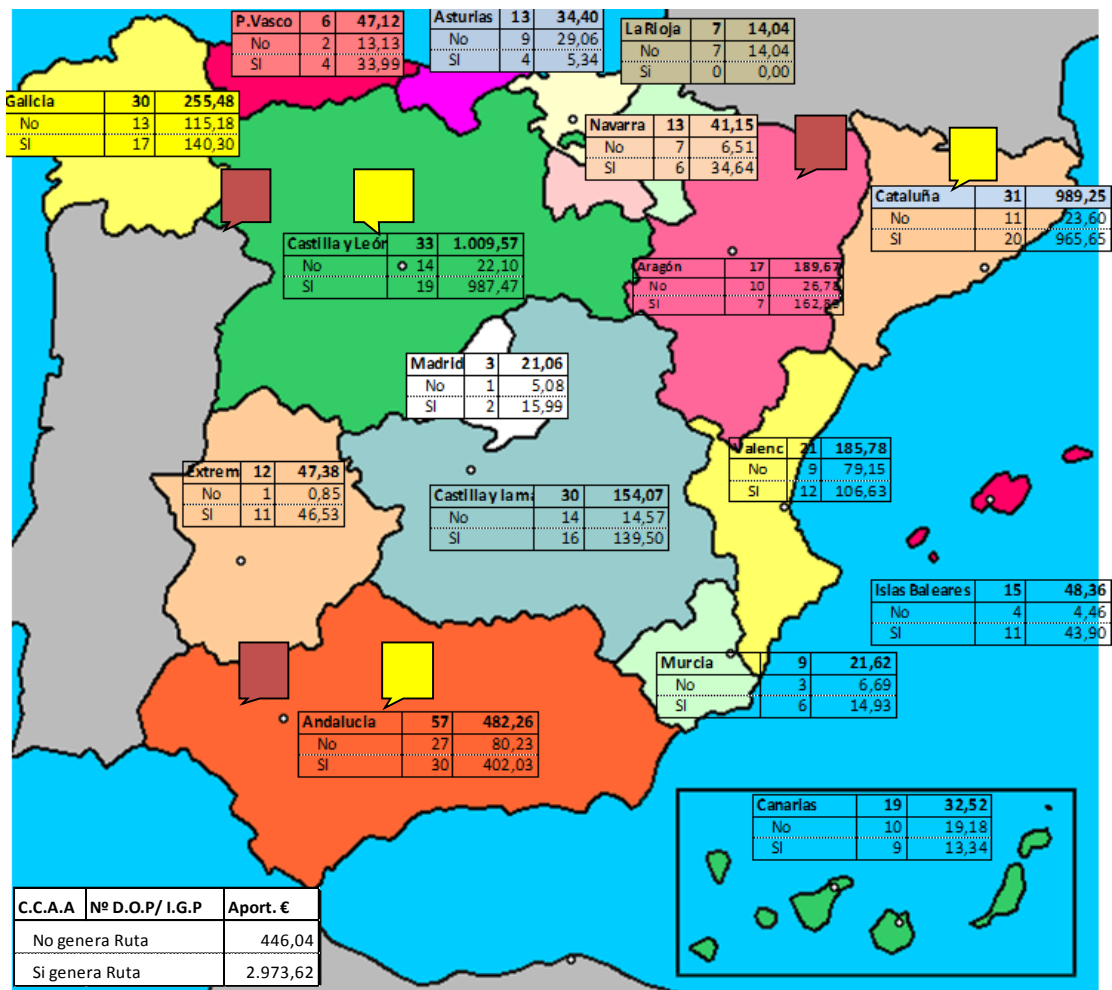 P.Vasco 6 47,12
No 2 13,13
SI 4 33,99
Asturias 13 34,40
No 9 29,06
SI 4 5,34
La Rioja 7 14,04
No 7 14,04
Si 0 0,00
Galicia 30 255,48
No 13 115,18
SI 17 140,30
Navarra 13 41,15
No 7 6,51
SI 6 34,64
Cataluña 31 989,25
No 11 23,60
SI 20 965,65
Castilla y León 33 1.009,57
No 14 22,10
SI 19 987,47
Aragón 17 189,67
No 10 26,78
SI 7
Madrid 3 21,06
No 1 5,08
SI 2 15,99
Valenc 21 185,78
No 9 79,15
SI 12 106,63
Extrem 12 47,38
No 1 0,85
SI 11 46,53
Castilla y la ma 30 154,07
No 14 14,57
SI 16 139,50
Islas Baleares 15 48,36
No 4 4,46
SI 11 43,90
Murcia 9 21,62
No 3 6,69
SI 6 14,93
Andalucia 57 482,26
No 27 80,23
SI 30 402,03
Canarias 19 32,52
No 10 19,18
SI 9 13,34
C.C.A.A Nº D.O.P/ I.G.P Aport. €
No genera Ruta 446,04
Si genera Ruta 2.973,62